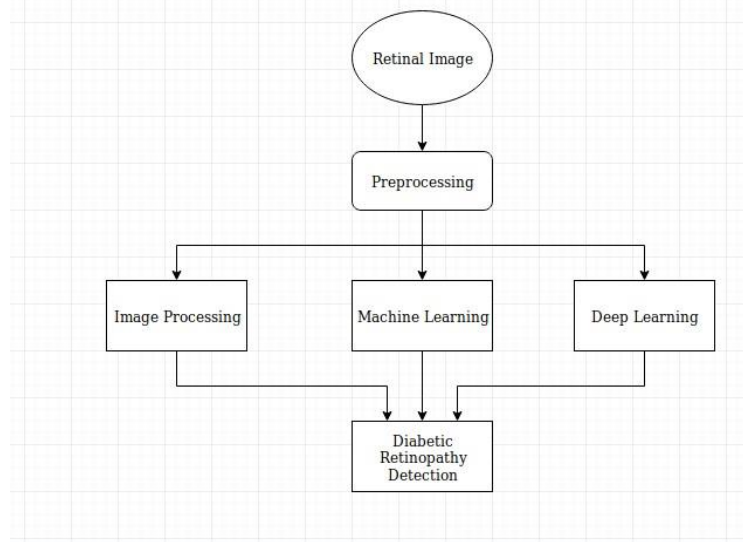 Retinal Image
Preprocessing
Image Processing
Machine Learning
Deep Learning
Diabetic
Retinopathy
Detection